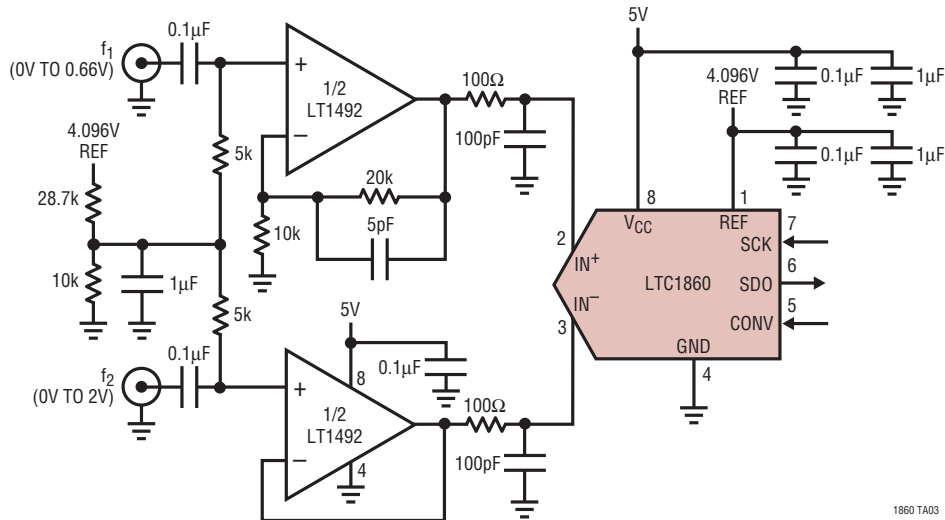 f1
(0V TO 0.66V)
0.1µF
+
–
1/2
LT1492
100Ω
100pF
5k
20k
5pF
10k
4.096V
REF
28.7k
10k
1µF
5k
f2
(0V TO 2V)
0.1µF
+
–
1/2
LT1492
5V
8
4
0.1µF
100Ω
100pF
5V
0.1µF
1µF
4.096V
REF
0.1µF
1µF
8
1
VCC
REF
2
IN+
IN–
3
LTC1860
7
SCK
6
SDO
5
CONV
GND
4
1860 TA03